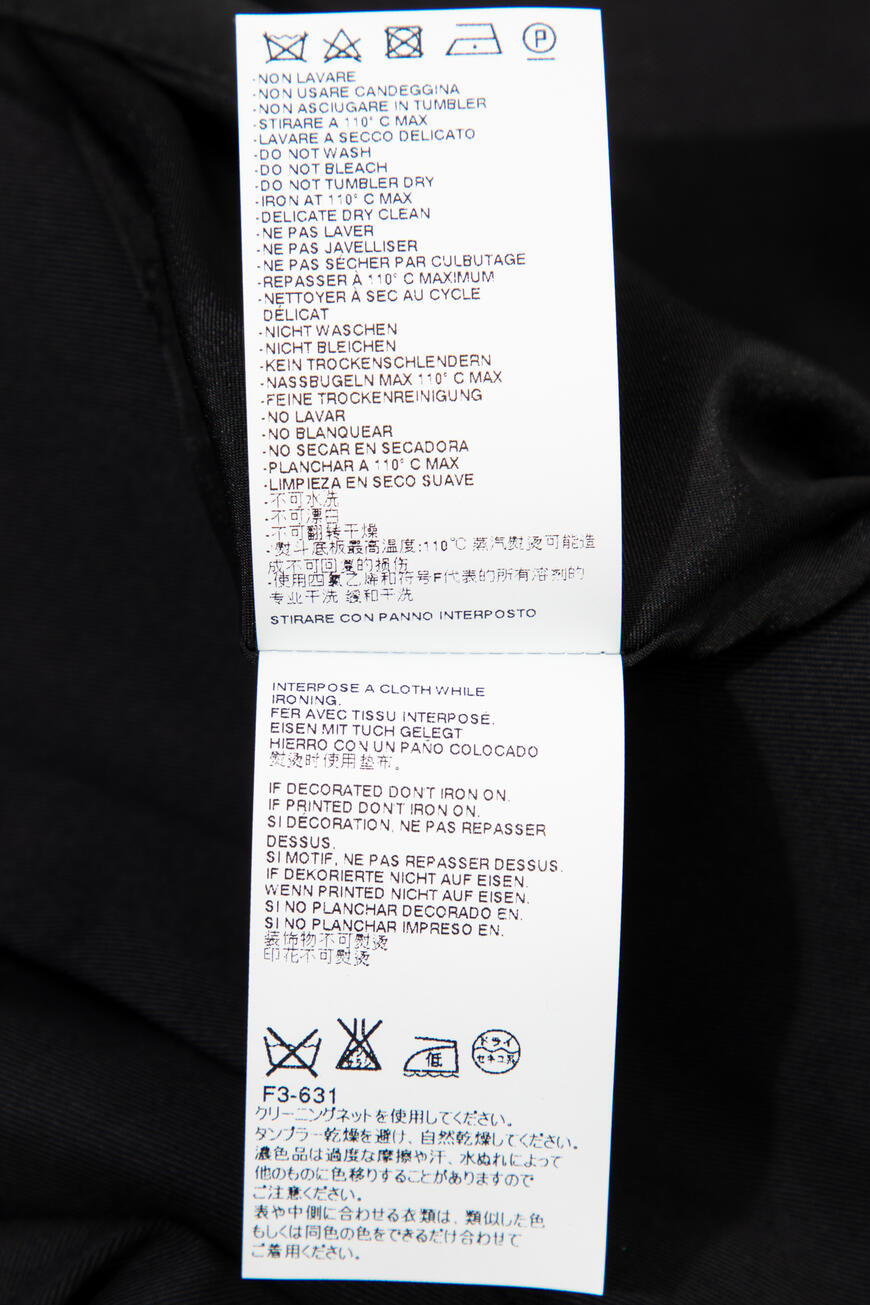 P
-NON LAVARE
-NON USARE CANDEGGINA
-NON ASCIUGARE IN TUMBLER
-STIRARE A 110° C MAX
-LAVARE A SECCO DELICATO
-DO NOT WASH
-DO NOT BLEACH
-DO NOT TUMBLER DRY
-IRON AT 110° C MAX
-DELICATE DRY CLEAN
-NE PAS LAVER
-NE PAS JAVELLISER
-NE PAS SÉCHER PAR CULBUTAGE
-REPASSER À 110° C MAXIMUM
-NETTOYER À SEC AU CYCLE
DÉLICAT
-NICHT WASCHEN
-NICHT BLEICHEN
-KEIN TROCKENSCHLENDERN
-NASSBUGELN MAX 110° C MAX
-FEINE TROCKENREINIGUNG
-NO LAVAR
-NO BLANQUEAR
-NO SECAR EN SECADORA
-PLANCHAR A 110° C MAX
-LIMPIEZA EN SECO SUAVE
-不可水洗
-不可漂白
-不可翻转干燥
-熨斗底板最高温度:110°C 蒸汽熨烫可能造
成不可回复的损伤
-使用四氯乙烯和符号F代表的所有溶剂的
专业干洗 缓和干洗
STIRARE CON PANNO INTERPOSTO
INTERPOSE A CLOTH WHILE
IRONING.
FER AVEC TISSU INTERPOSÉ.
EISEN MIT TUCH GELEGT
HIERRO CON UN PAÑO COLOCADO
熨烫时使用垫布。
IF DECORATED DON'T IRON ON.
IF PRINTED DON'T IRON ON.
SI DÉCORATION, NE PAS REPASSER
DESSUS.
SI MOTIF, NE PAS REPASSER DESSUS.
IF DEKORIERTE NICHT AUF EISEN.
WENN PRINTED NICHT AUF EISEN.
SI NO PLANCHAR DECORADO EN.
SI NO PLANCHAR IMPRESO EN.
装饰物不可熨烫
印花不可熨烫
エンソ サラシ 低 ドライ セキユ系
F3-631
クリーニングネットを使用してください。
タンブラー乾燥を避け、自然乾燥してください。
濃色品は過度な摩擦や汗、水ぬれによって
他のものに色移りすることがありますので
ご注意ください。
表や中側に合わせる衣類は、類似した色
もしくは同色の色をできるだけ合わせて
ご着用ください。